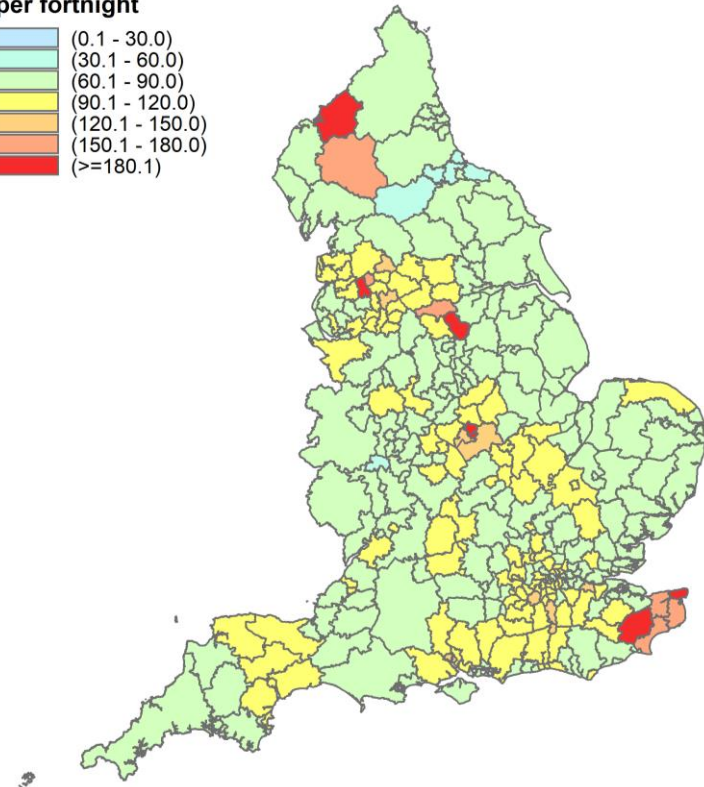 per fortnight
(0.1 - 30.0)
(30.1 - 60.0)
(60.1 - 90.0)
(90.1 - 120.0)
(120.1 - 150.0)
(150.1 - 180.0)
(>=180.1)